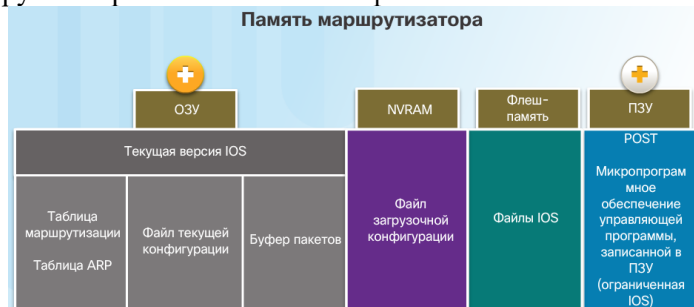 Память маршрутизатора
ОЗУ
NVRAM
Флеш-
память
ПЗУ
Текущая версия IOS
Таблица
маршрутизации
Таблица ARP
Файл текущей
конфигурации
Буфер пакетов
Файл
загрузочной
конфигурации
Файлы IOS
POST
Микропрограм
мное
обеспечение
управляющей
программы,
записанной в
ПЗУ
(ограниченная
IOS)